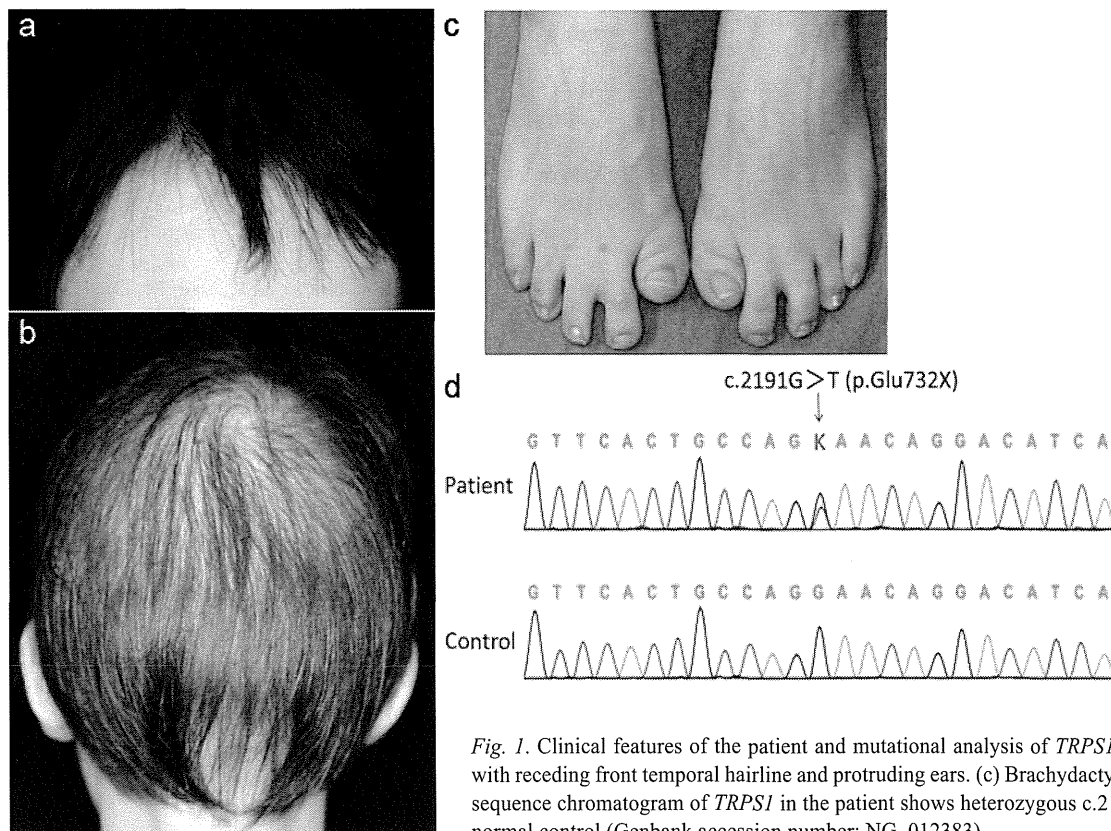 a
c
b
d
c.2191G>T (p.Glu732X)
G T T C A C T G C C A G K A A C A G G A C A T C A
Patient
G T T C A C T G C C A G G A A C A G G A C A T C A
Control
Fig. 1. Clinical features of the patient and mutational analysis of TRPS1
with receding front temporal hairline and protruding ears. (c) Brachydacty
sequence chromatogram of TRPS1 in the patient shows heterozygous c.2
normal control (Genbank accession number: NG_012383)